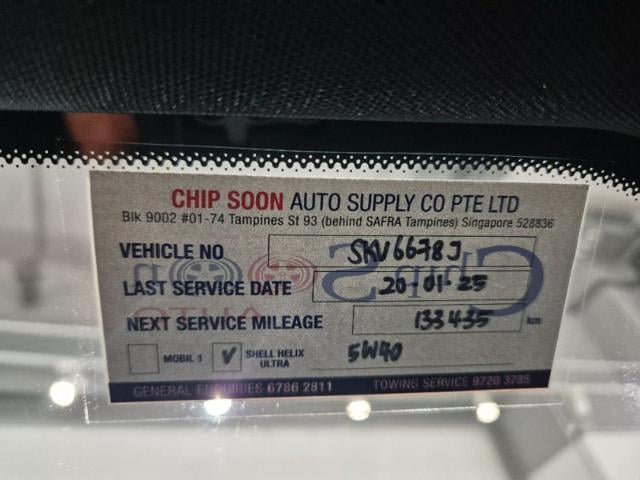 CHIP SOON AUTO SUPPLY CO PTE LTD
Blk 9002 #01-74 Tampines St 93 (behind SAFRA Tampines) Singapore 528836
VEHICLE NO SKV6678J
LAST SERVICE DATE 20-01-25
NEXT SERVICE MILEAGE 133435 km
MOBIL 1 ✓ SHELL HELIX ULTRA 5W40
GENERAL ENQUIRIES 6786 2811 TOWING SERVICE 9720 3785